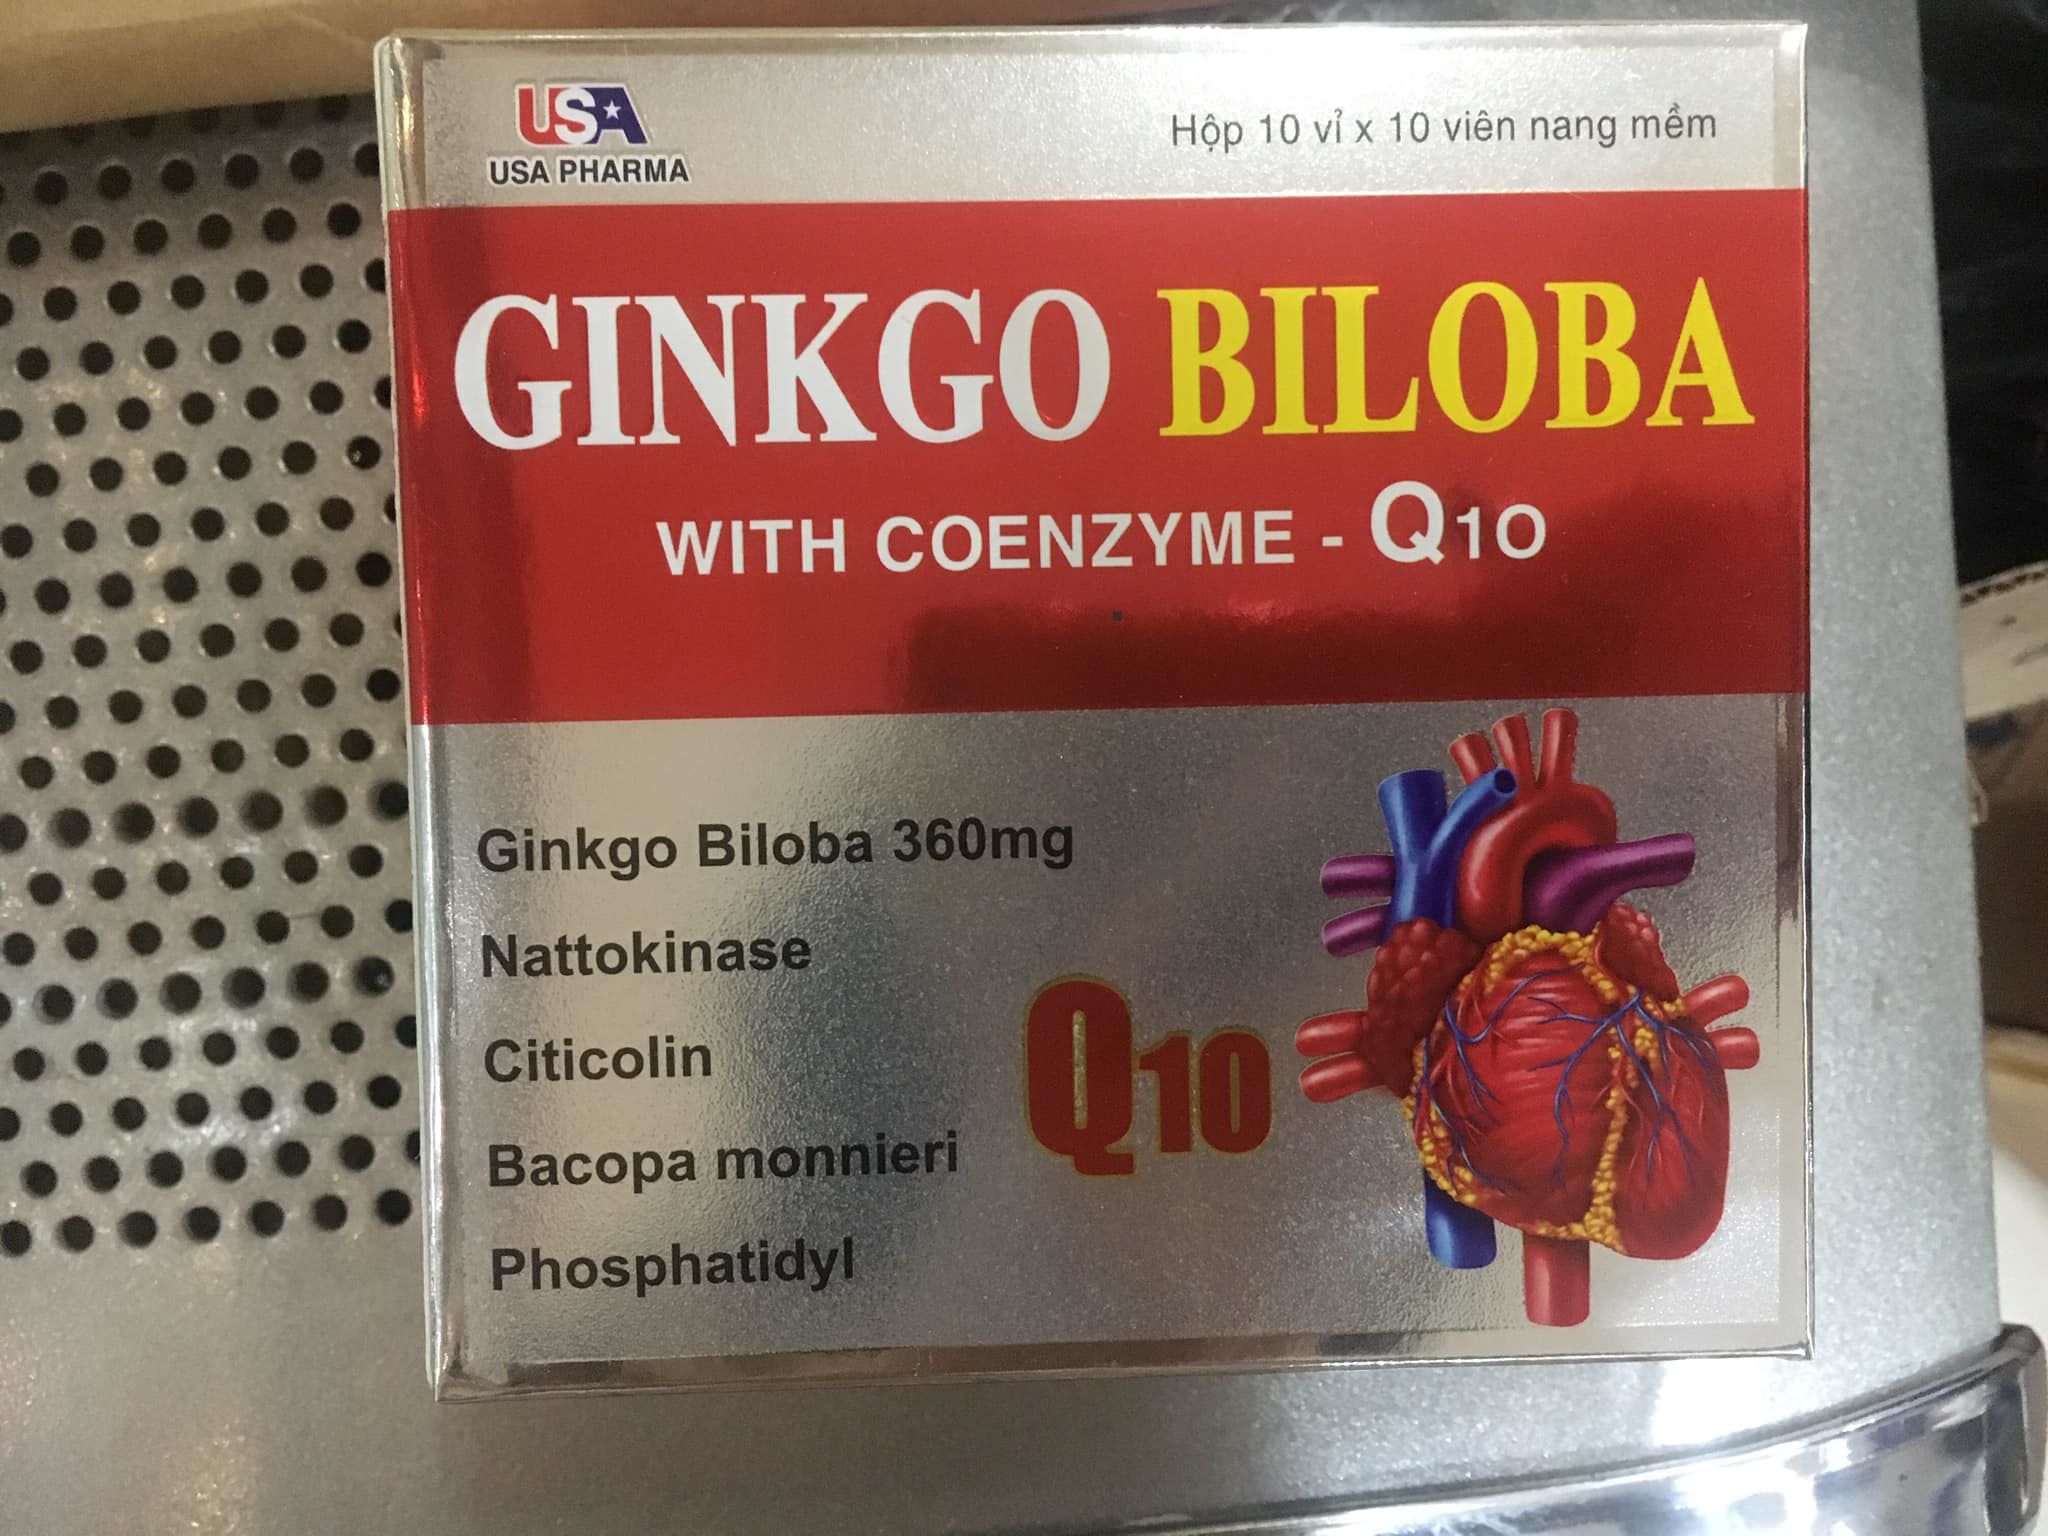 USA
USA PHARMA
Hộp 10 vỉ x 10 viên nang mềm
GINKGO BILOBA
WITH COENZYME - Q10
Ginkgo Biloba 360mg
Nattokinase
Citicolin
Bacopa monnieri
Phosphatidyl
Q10